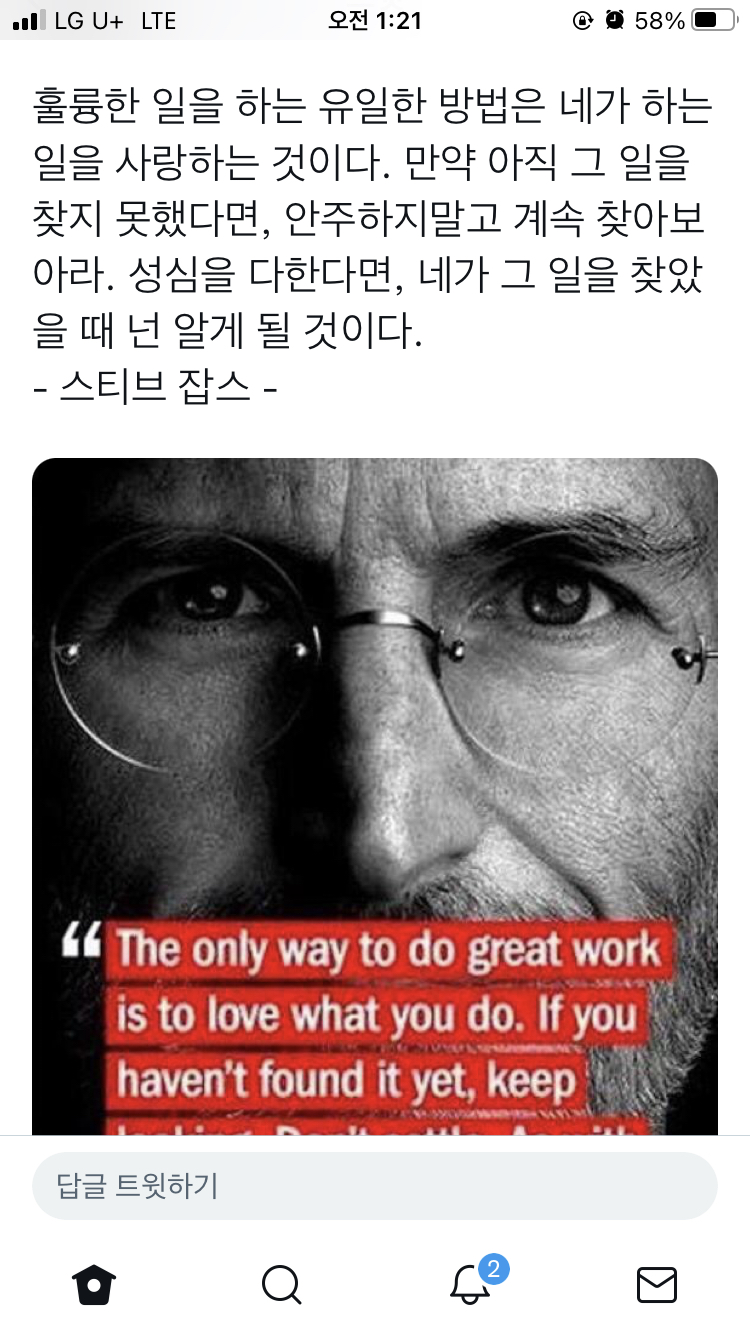 LG U+ LTE 오전 1:21 58%
훌륭한 일을 하는 유일한 방법은 네가 하는
일을 사랑하는 것이다. 만약 아직 그 일을
찾지 못했다면, 안주하지말고 계속 찾아보
아라. 성심을 다한다면, 네가 그 일을 찾았
을 때 넌 알게 될 것이다.
- 스티브 잡스 -
“ The only way to do great work
is to love what you do. If you
haven't found it yet, keep
답글 트윗하기
2